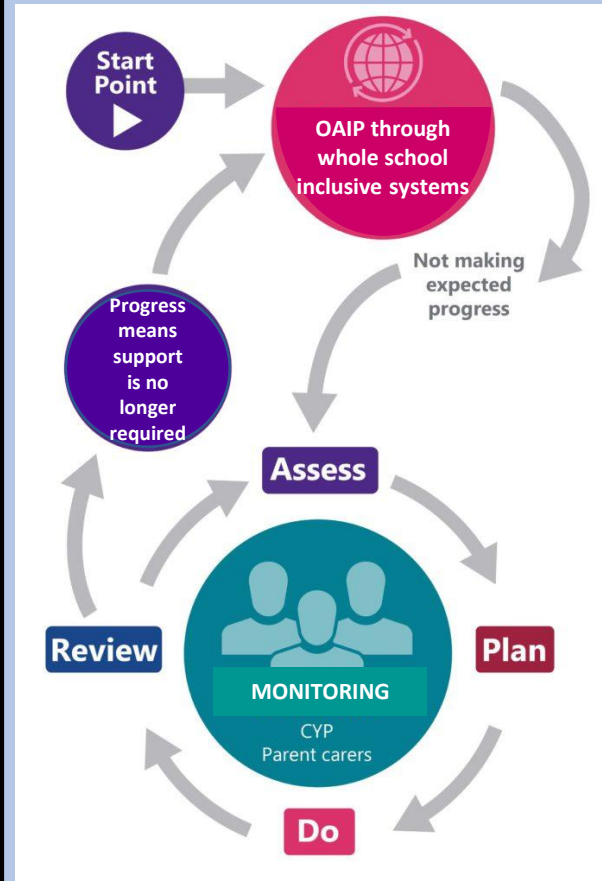 Start
Point
OAIP through
whole school
inclusive systems
Not making
expected
progress
Progress
means
support
is no
longer
required
Assess
Review
Plan
MONITORING
CYP
Parent carers
Do